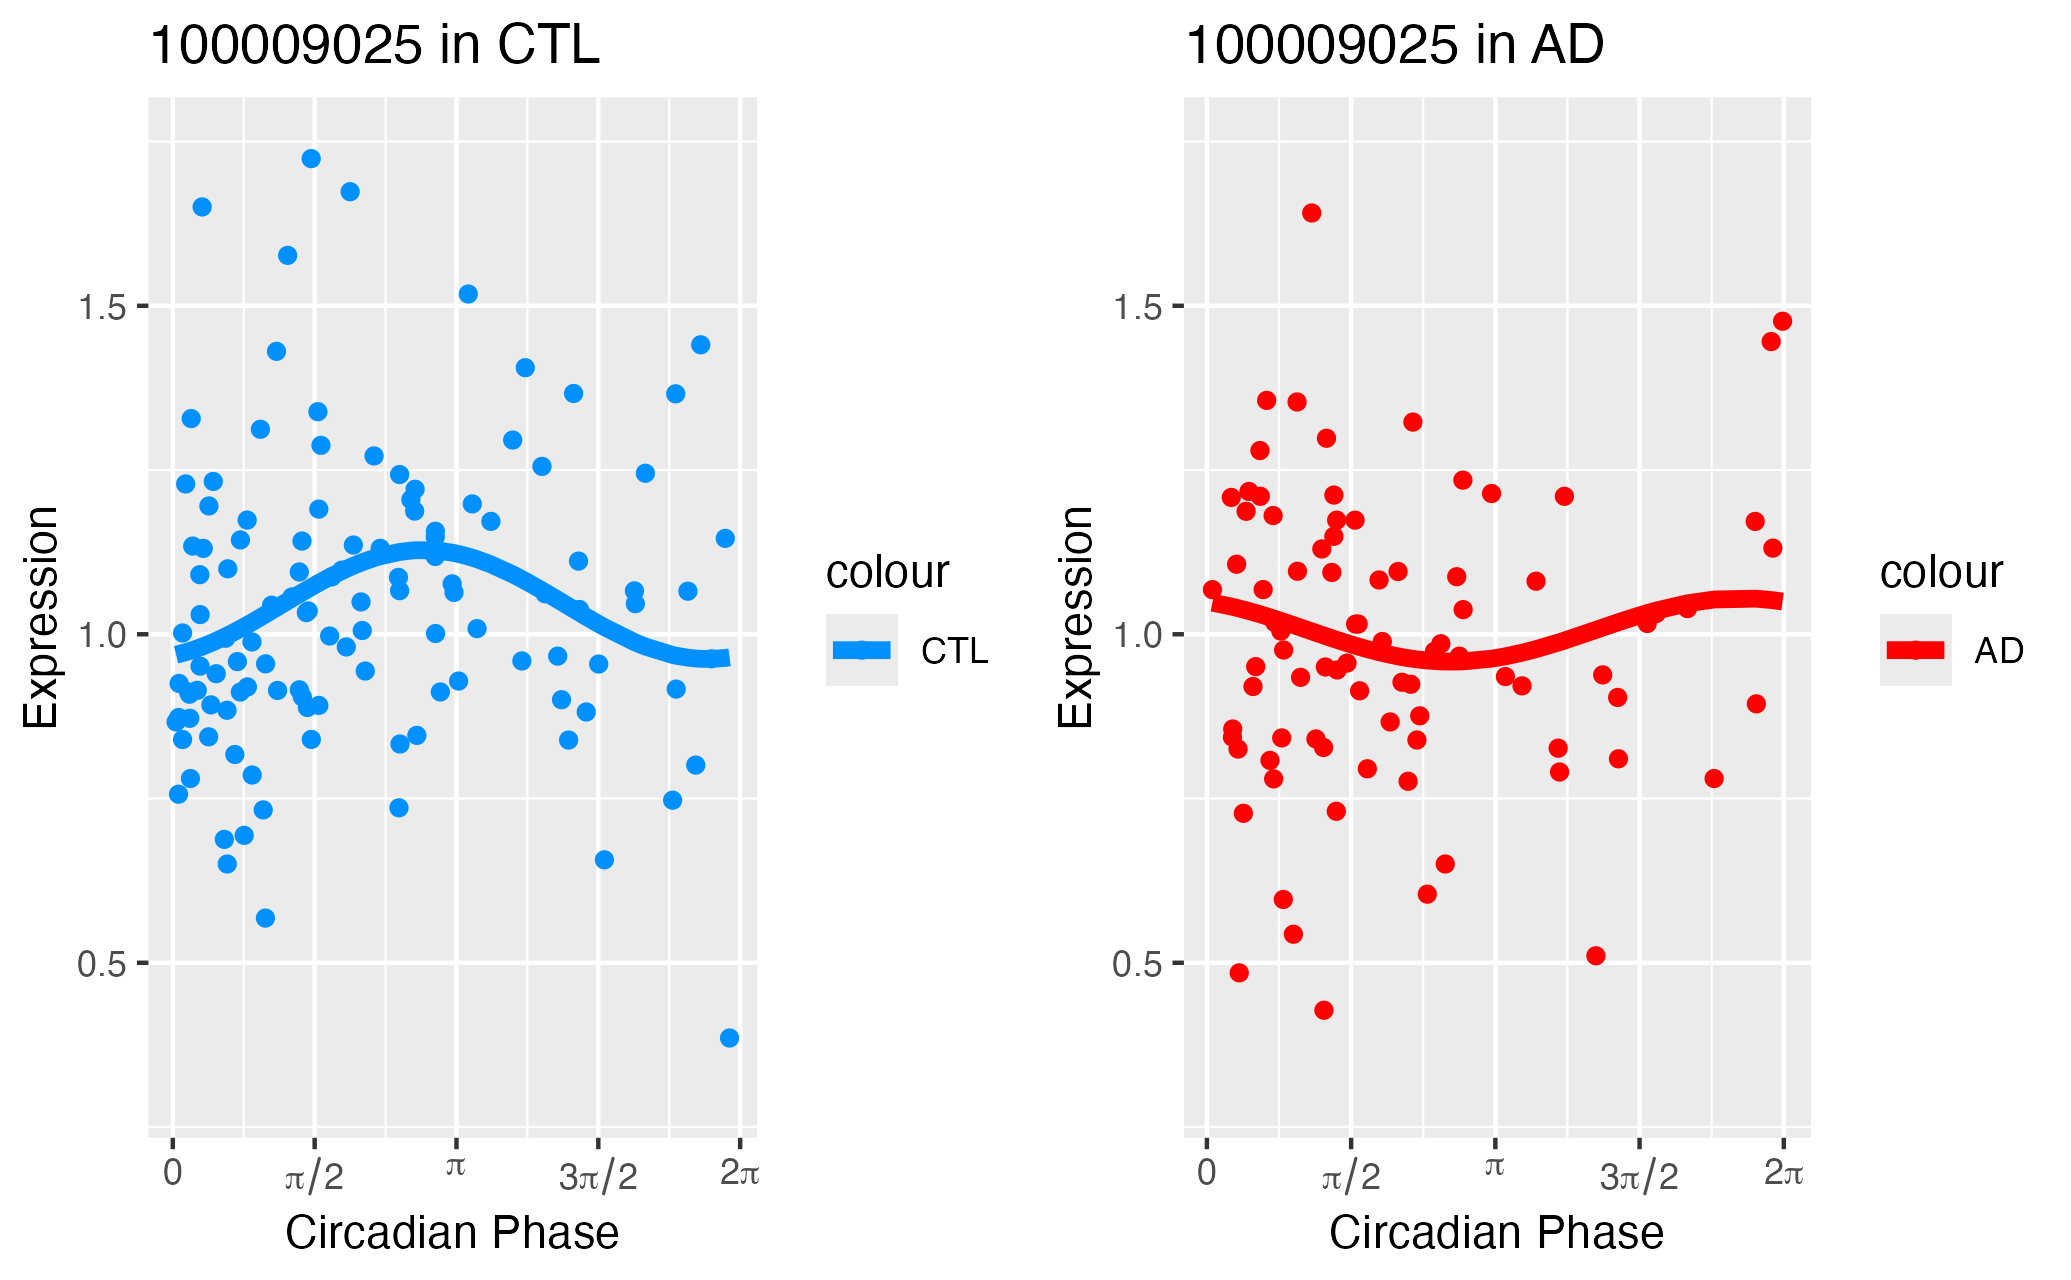 100009025 in CTL
Expression
1.5
1.0
0.5
0
π/2
π
3π/2
2π
Circadian Phase
colour
CTL
100009025 in AD
Expression
1.5
1.0
0.5
0
π/2
π
3π/2
2π
Circadian Phase
colour
AD